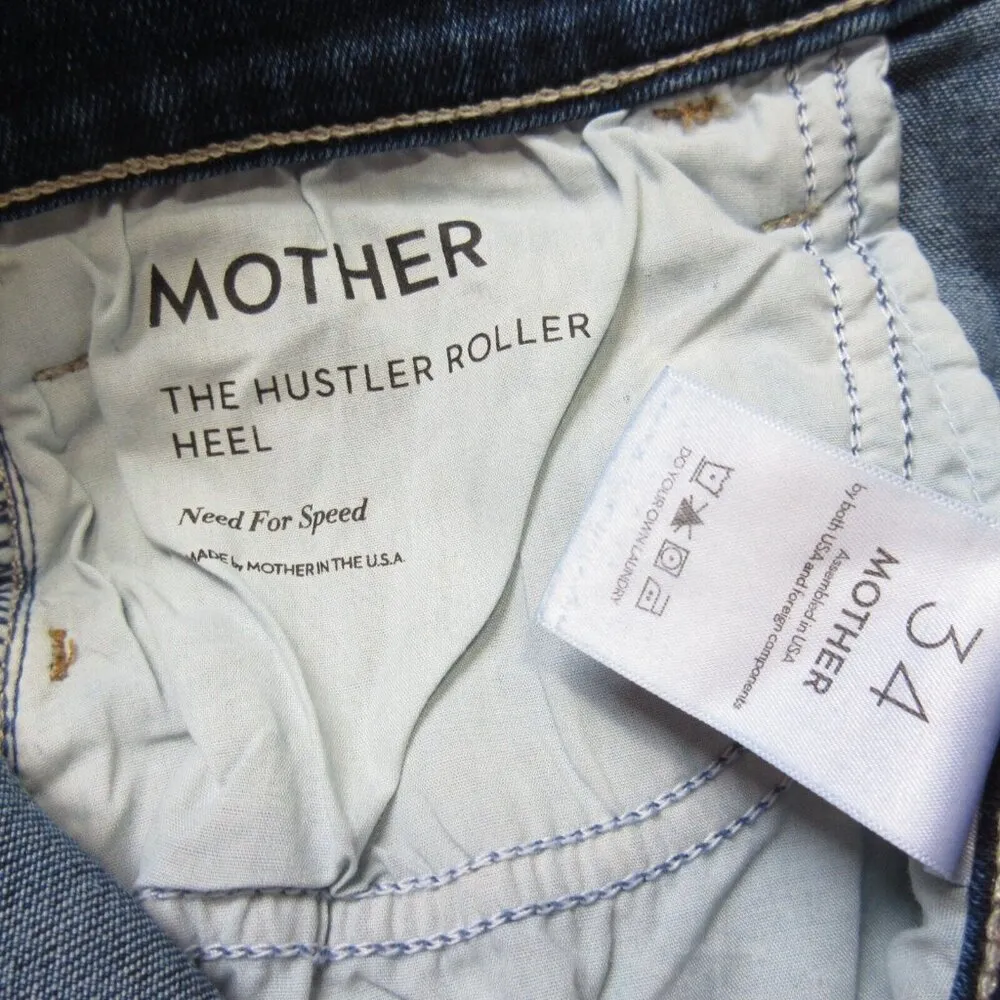 MOTHER
THE HUSTLER ROLLER
HEEL
Need For Speed
MADE by MOTHER IN THE U.S.A.
34
MOTHER
Assembled in USA
by both USA and foreign components
DO YOUR OWN LAUNDRY